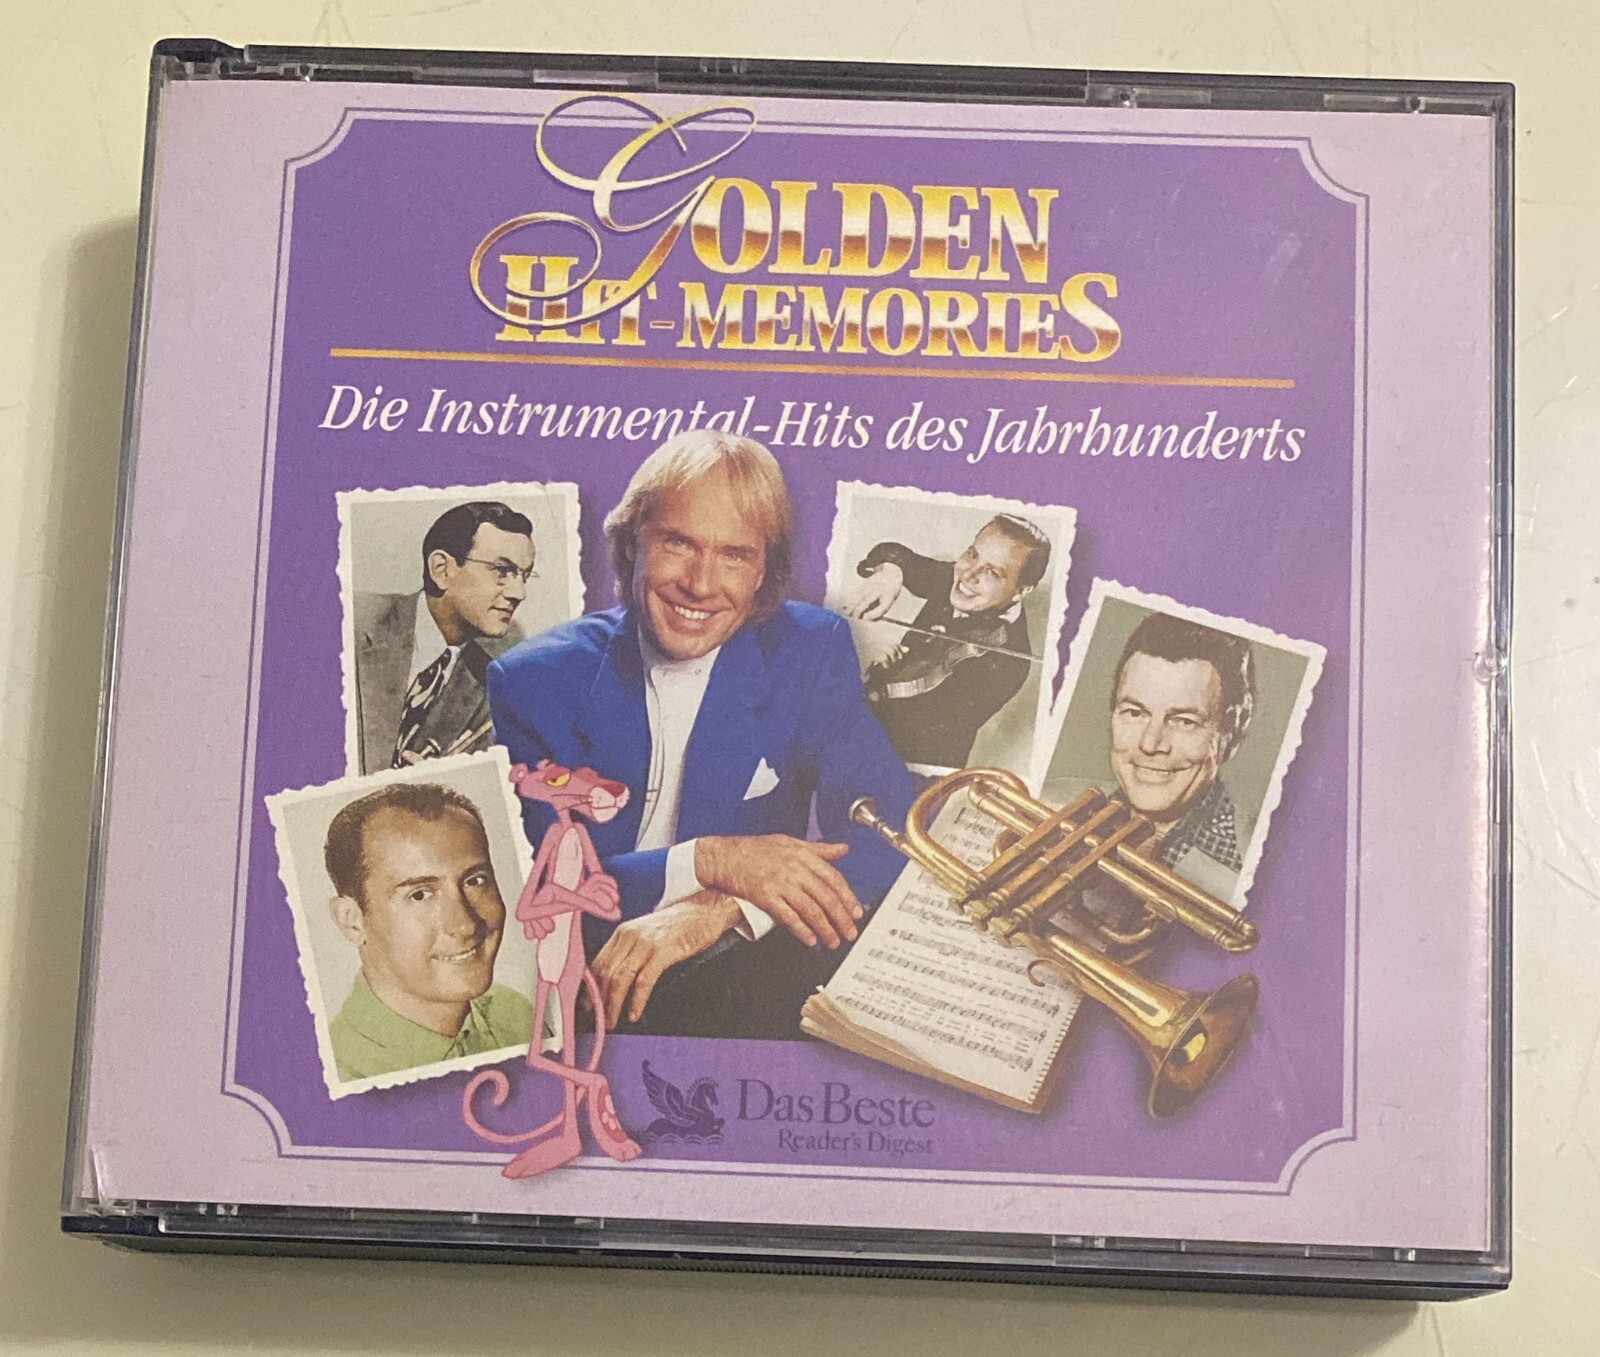 GOLDEN
HIT-MEMORIES
Die Instrumental-Hits des Jahrhunderts
Das Beste
Reader's Digest